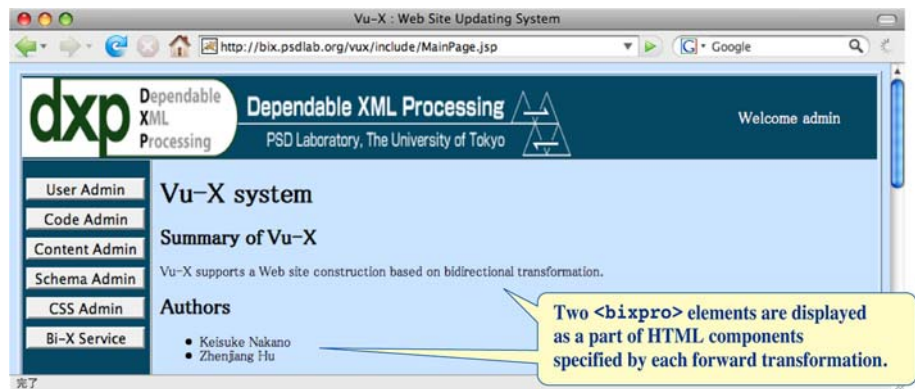 Vu-X : Web Site Updating System
http://bix.psdlab.org/vux/include/MainPage.jsp
G Google
dxp
Dependable
XML
Processing
Dependable XML Processing
PSD Laboratory, The University of Tokyo
Welcome admin
User Admin
Code Admin
Content Admin
Schema Admin
CSS Admin
Bi-X Service
Vu-X system
Summary of Vu-X
Vu-X supports a Web site construction based on bidirectional transformation.
Authors
• Keisuke Nakano
• Zhenjiang Hu
Two <bixpro> elements are displayed
as a part of HTML components
specified by each forward transformation.
完了